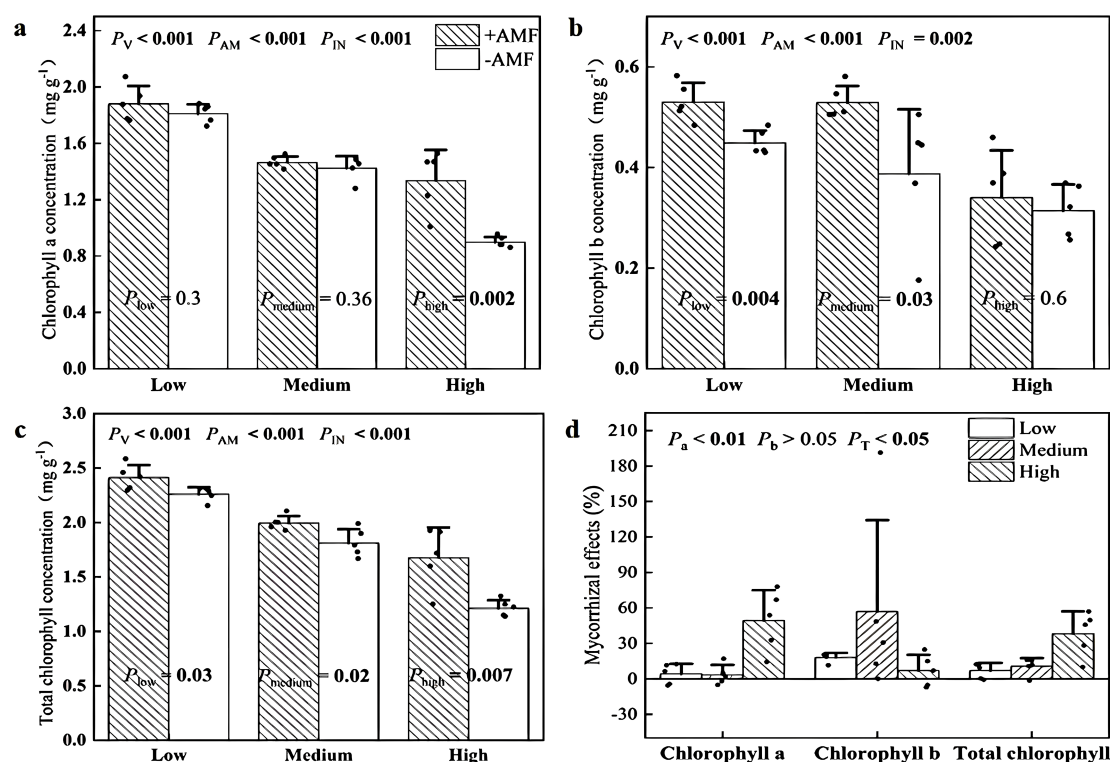 a
P_V < 0.001 P_AM < 0.001 P_IN < 0.001
+AMF
-AMF
Chlorophyll a concentration (mg g⁻¹)
2.4
2.0
1.6
1.2
0.8
0.4
0.0
P_low = 0.3
P_medium = 0.36
P_high = 0.002
Low Medium High
b
P_V < 0.001 P_AM < 0.001 P_IN = 0.002
Chlorophyll b concentration (mg g⁻¹)
0.6
0.4
0.2
0.0
P_low = 0.004
P_medium = 0.03
P_high = 0.6
Low Medium High
c
P_V < 0.001 P_AM < 0.001 P_IN < 0.001
Total chlorophyll concentration (mg g⁻¹)
3.0
2.5
2.0
1.5
1.0
0.5
0.0
P_low = 0.03
P_medium = 0.02
P_high = 0.007
Low Medium High
d
P_a < 0.01 P_b > 0.05 P_T < 0.05
Low
Medium
High
Mycorrhizal effects (%)
210
180
150
120
90
60
30
0
-30
Chlorophyll a Chlorophyll b Total chlorophyll